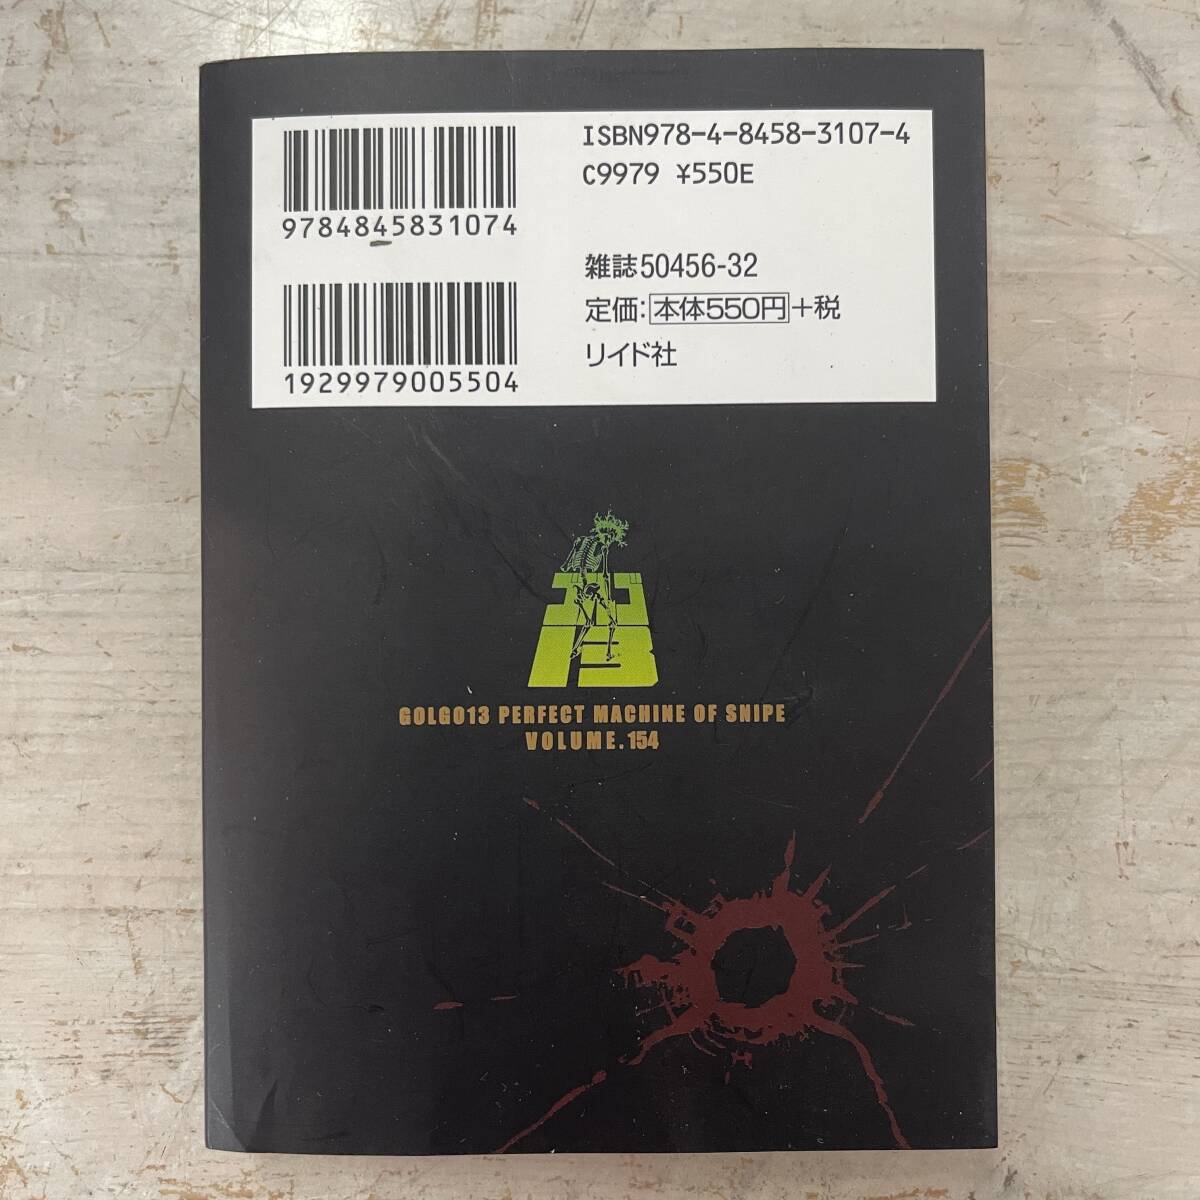 ISBN978-4-8458-3107-4
C9979 ¥550E
9784845831074
雑誌50456-32
定価:本体550円+税
リイド社
1929979005504
ゴルゴ
13
GOLGO13 PERFECT MACHINE OF SNIPE
VOLUME.154